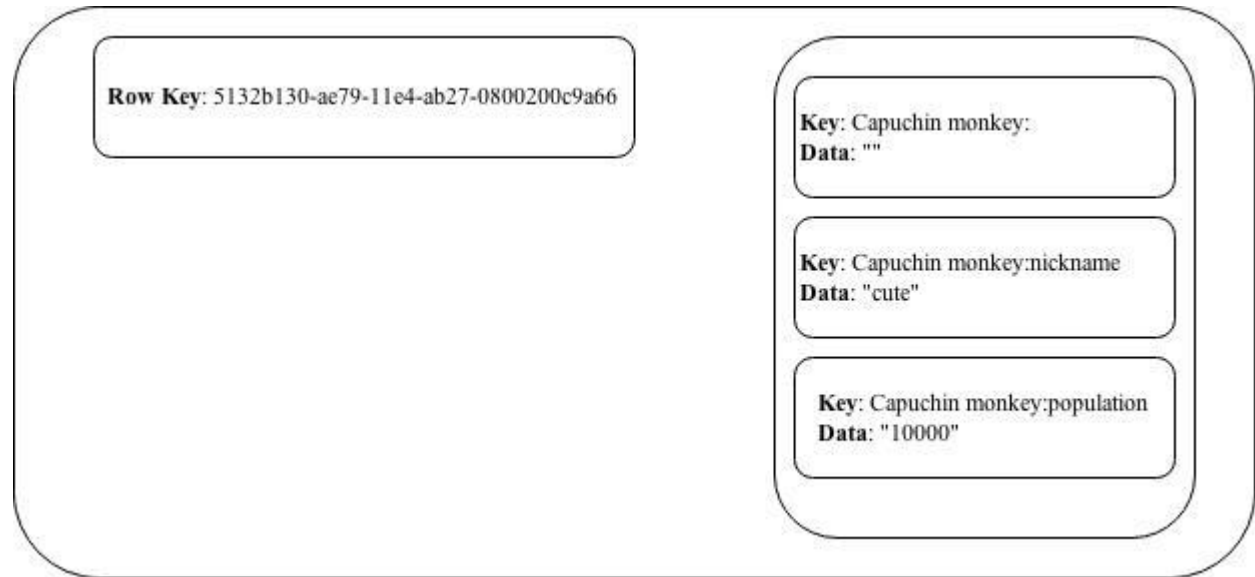 Row Key: 5132b130-ae79-11e4-ab27-0800200c9a66
Key: Capuchin monkey:
Data: ""
Key: Capuchin monkey:nickname
Data: "cute"
Key: Capuchin monkey:population
Data: "10000"